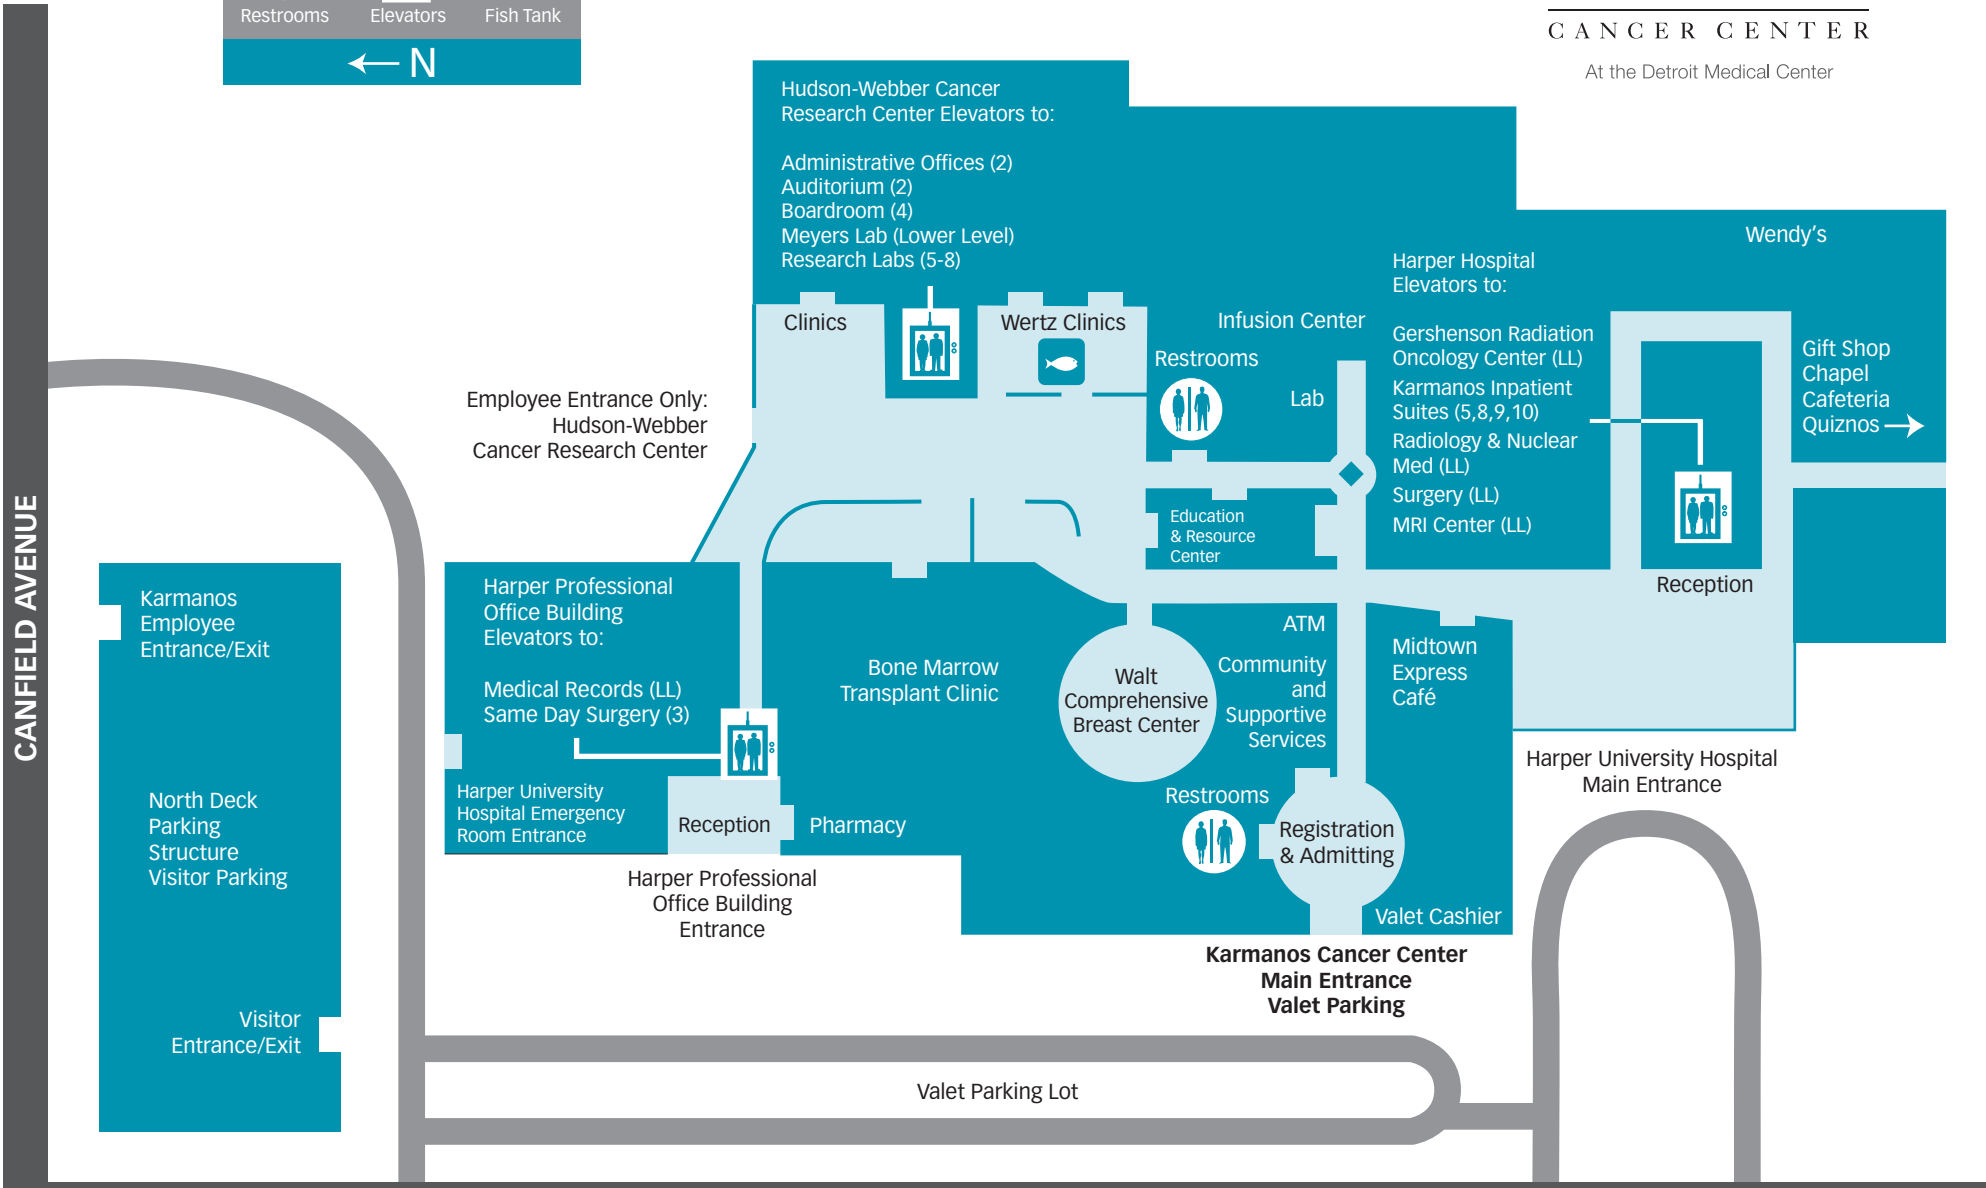 Restrooms
Elevators
Fish Tank
N
CANCER CENTER
At the Detroit Medical Center
Hudson-Webber Cancer
Research Center Elevators to:
Administrative Offices (2)
Auditorium (2)
Boardroom (4)
Meyers Lab (Lower Level)
Research Labs (5-8)
Wendy's
Harper Hospital
Elevators to:
Gershenson Radiation
Oncology Center (LL)
Karmanos Inpatient
Suites (5,8,9,10)
Radiology & Nuclear
Med (LL)
Surgery (LL)
MRI Center (LL)
Gift Shop
Chapel
Cafeteria
Quiznos
Clinics
Wertz Clinics
Infusion Center
Restrooms
Lab
Employee Entrance Only:
Hudson-Webber
Cancer Research Center
Education
& Resource
Center
Reception
CANFIELD AVENUE
Karmanos
Employee
Entrance/Exit
North Deck
Parking
Structure
Visitor Parking
Visitor
Entrance/Exit
Harper Professional
Office Building
Elevators to:
Medical Records (LL)
Same Day Surgery (3)
Harper University
Hospital Emergency
Room Entrance
Reception
Pharmacy
Bone Marrow
Transplant Clinic
Walt
Comprehensive
Breast Center
ATM
Community
and
Supportive
Services
Midtown
Express
Café
Restrooms
Registration
& Admitting
Valet Cashier
Harper University Hospital
Main Entrance
Harper Professional
Office Building
Entrance
Karmanos Cancer Center
Main Entrance
Valet Parking
Valet Parking Lot